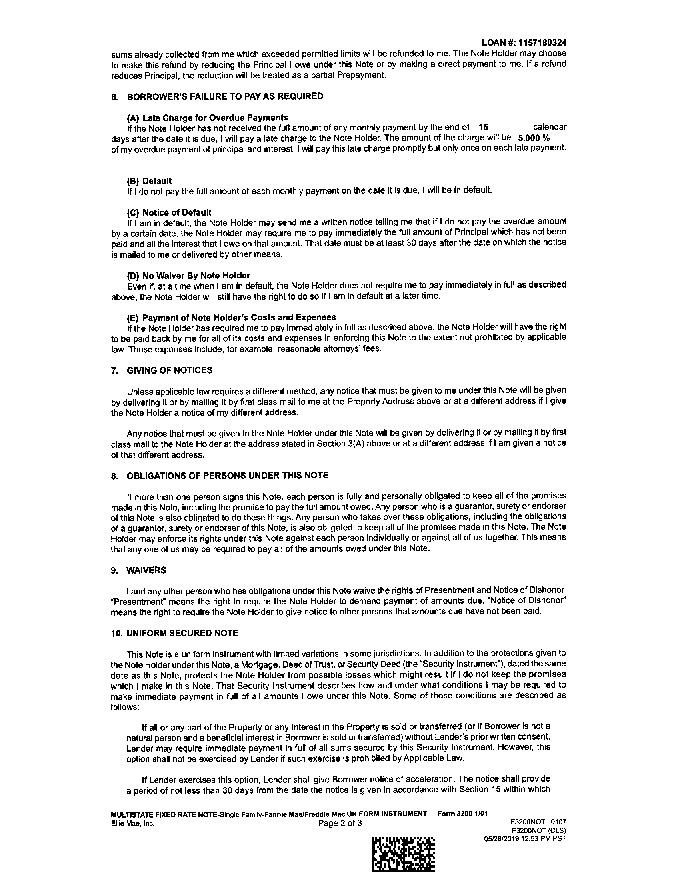 LOAN #: 1157189324
sums already collected from me which exceeded permitted limits will be refunded to me. The Note Holder may choose
to make this refund by reducing the Principal I owe under this Note or by making a direct payment to me. If a refund
reduces Principal, the reduction will be treated as a partial Prepayment.
6. BORROWER'S FAILURE TO PAY AS REQUIRED
(A) Late Charge for Overdue Payments
If the Note Holder has not received the full amount of any monthly payment by the end of 15 calendar
days after the date it is due, I will pay a late charge to the Note Holder. The amount of the charge will be 5.000 %
of my overdue payment of principal and interest. I will pay this late charge promptly but only once on each late payment.
(B) Default
If I do not pay the full amount of each monthly payment on the date it is due, I will be in default.
(C) Notice of Default
If I am in default, the Note Holder may send me a written notice telling me that if I do not pay the overdue amount
by a certain date, the Note Holder may require me to pay immediately the full amount of Principal which has not been
paid and all the interest that I owe on that amount. That date must be at least 30 days after the date on which the notice
is mailed to me or delivered by other means.
(D) No Waiver By Note Holder
Even if, at a time when I am in default, the Note Holder does not require me to pay immediately in full as described
above, the Note Holder will still have the right to do so if I am in default at a later time.
(E) Payment of Note Holder's Costs and Expenses
If the Note Holder has required me to pay immediately in full as described above, the Note Holder will have the right
to be paid back by me for all of its costs and expenses in enforcing this Note to the extent not prohibited by applicable
law. Those expenses include, for example, reasonable attorneys' fees.
7. GIVING OF NOTICES
Unless applicable law requires a different method, any notice that must be given to me under this Note will be given
by delivering it or by mailing it by first class mail to me at the Property Address above or at a different address if I give
the Note Holder a notice of my different address.
Any notice that must be given to the Note Holder under this Note will be given by delivering it or by mailing it by first
class mail to the Note Holder at the address stated in Section 3(A) above or at a different address if I am given a notice
of that different address.
8. OBLIGATIONS OF PERSONS UNDER THIS NOTE
If more than one person signs this Note, each person is fully and personally obligated to keep all of the promises
made in this Note, including the promise to pay the full amount owed. Any person who is a guarantor, surety or endorser
of this Note is also obligated to do these things. Any person who takes over these obligations, including the obligations
of a guarantor, surety or endorser of this Note, is also obligated to keep all of the promises made in this Note. The Note
Holder may enforce its rights under this Note against each person individually or against all of us together. This means
that any one of us may be required to pay all of the amounts owed under this Note.
9. WAIVERS
I and any other person who has obligations under this Note waive the rights of Presentment and Notice of Dishonor.
"Presentment" means the right to require the Note Holder to demand payment of amounts due. "Notice of Dishonor"
means the right to require the Note Holder to give notice to other persons that amounts due have not been paid.
10. UNIFORM SECURED NOTE
This Note is a uniform instrument with limited variations in some jurisdictions. In addition to the protections given to
the Note Holder under this Note, a Mortgage, Deed of Trust, or Security Deed (the "Security Instrument"), dated the same
date as this Note, protects the Note Holder from possible losses which might result if I do not keep the promises
which I make in this Note. That Security Instrument describes how and under what conditions I may be required to
make immediate payment in full of all amounts I owe under this Note. Some of those conditions are described as
follows:
If all or any part of the Property or any Interest in the Property is sold or transferred (or if Borrower is not a
natural person and a beneficial interest in Borrower is sold or transferred) without Lender's prior written consent,
Lender may require immediate payment in full of all sums secured by this Security Instrument. However, this
option shall not be exercised by Lender if such exercise is prohibited by Applicable Law.
If Lender exercises this option, Lender shall give Borrower notice of acceleration. The notice shall provide
a period of not less than 30 days from the date the notice is given in accordance with Section 15 within which
MULTISTATE FIXED RATE NOTE-Single Family-Fannie Mae/Freddie Mac UNIFORM INSTRUMENT Form 3200 1/01
Ellie Mae, Inc. Page 2 of 3 F3200NOT 0107
F3200NOT (CLS)
05/28/2019 12:53 PM PST